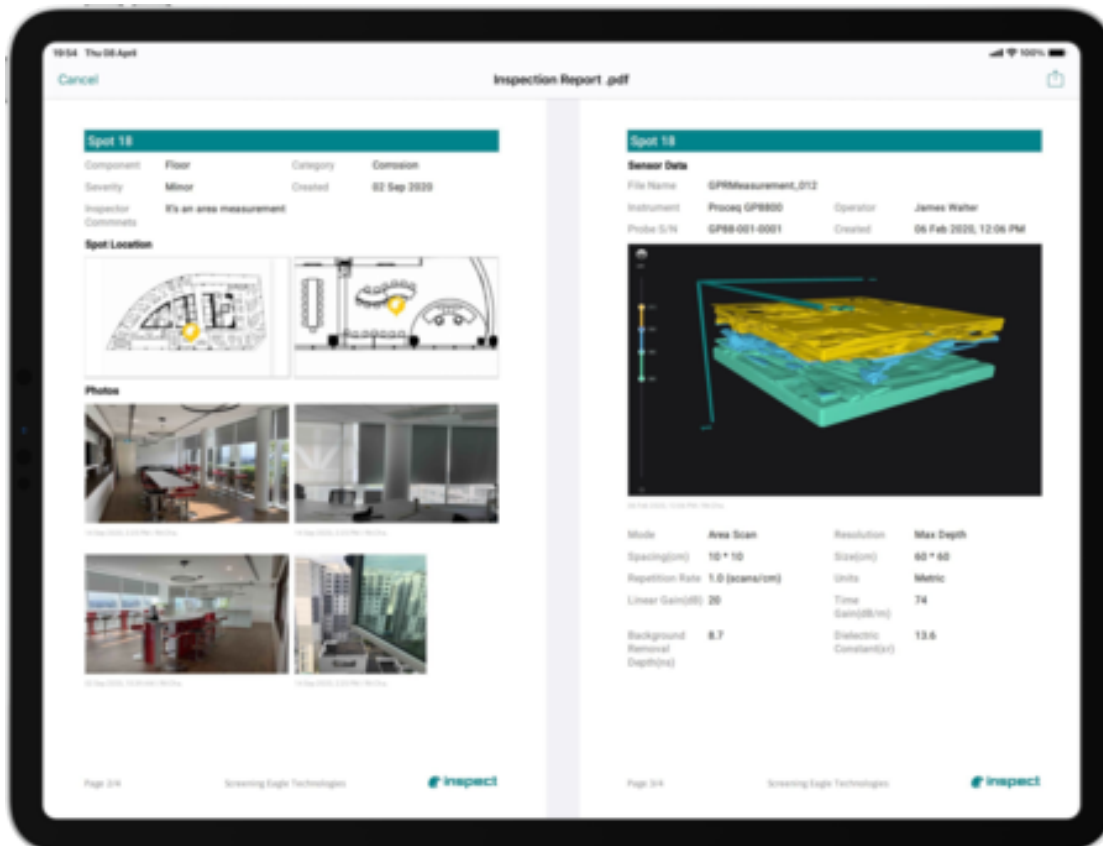 19:54 Thu 08 April
Cancel
Inspection Report .pdf
100%
Spot 18
Component Floor Category Corrosion
Severity Minor Created 02 Sep 2020
Inspector Commnets It's an area measurement
Spot Location
Photos
Page 2/4 Screening Eagle Technologies inspect
Spot 18
Sensor Data
File Name GPRMeasurement_012
Instrument Proceq GP8800 Operator James Walter
Probe S/N GP88-001-0001 Created 06 Feb 2020, 12:06 PM
Mode Area Scan Resolution Max Depth
Spacing(cm) 10 * 10 Size(cm) 60 * 60
Repetition Rate 1.0 (scans/cm) Units Metric
Linear Gain(dB) 20 Time Gain(dB/m) 74
Background Removal Depth(ns) 8.7 Dielectric Constant(εr) 13.6
Page 3/4 Screening Eagle Technologies inspect